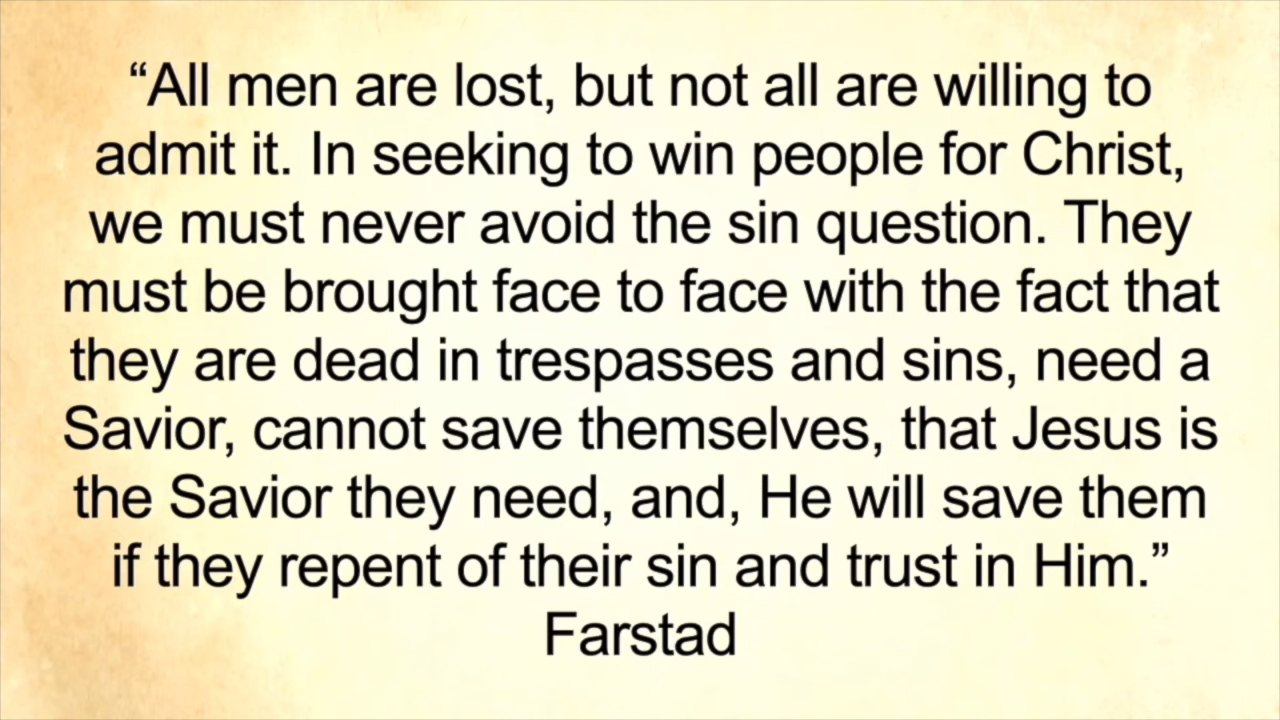 “All men are lost, but not all are willing to
admit it. In seeking to win people for Christ,
we must never avoid the sin question. They
must be brought face to face with the fact that
they are dead in trespasses and sins, need a
Savior, cannot save themselves, that Jesus is
the Savior they need, and, He will save them
if they repent of their sin and trust in Him.”
Farstad